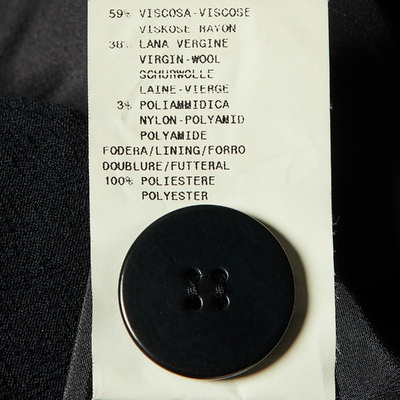 59% VISCOSA-VISCOSE
VISKOSE RAYON
38% LANA VERGINE
VIRGIN-WOOL
SCHURWOLLE
LAINE-VIERGE
3% POLIAMMIDICA
NYLON-POLYAMID
POLYAMIDE
FODERA/LINING/FORRO
DOUBLURE/FUTTERAL
100% POLIESTERE
POLYESTER